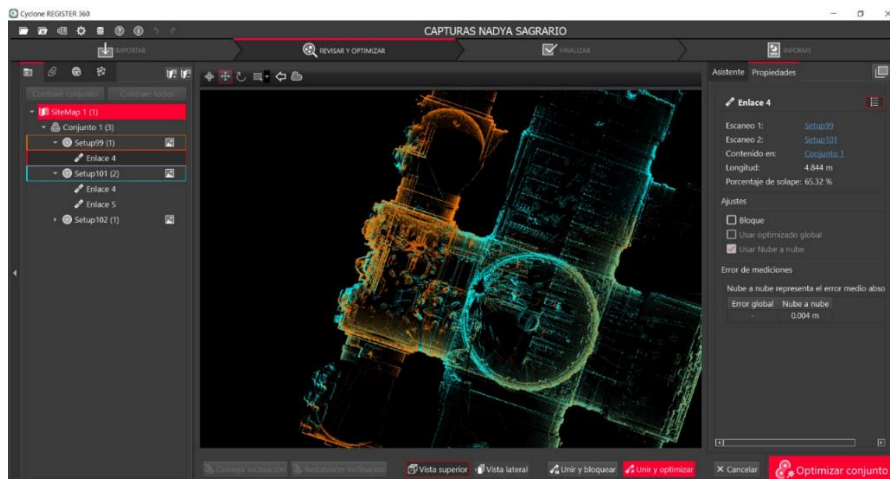 Cyclone REGISTER 360
CAPTURAS NADYA SAGRARIO
IMPORTAR
REVISAR Y OPTIMIZAR
FINALIZAR
INFORME
Contraer conjunto
Contraer todos
SiteMap 1 (1)
Conjunto 1 (3)
Setup99 (1)
Enlace 4
Setup101 (2)
Enlace 4
Enlace 5
Setup102 (1)
Asistente
Propiedades
Enlace 4
Escaneo 1: Setup99
Escaneo 2: Setup101
Contenido en: Conjunto 1
Longitud: 4.844 m
Porcentaje de solape: 65.32 %
Ajustes
Bloque
Usar optimizado global
Usar Nube a nube
Error de mediciones
Nube a nube representa el error medio abso
Error global Nube a nube
- 0.004 m
Correga inclinación
Restablecer inclinación
Vista superior
Vista lateral
Unir y bloquear
Unir y optimizar
Cancelar
Optimizar conjunto